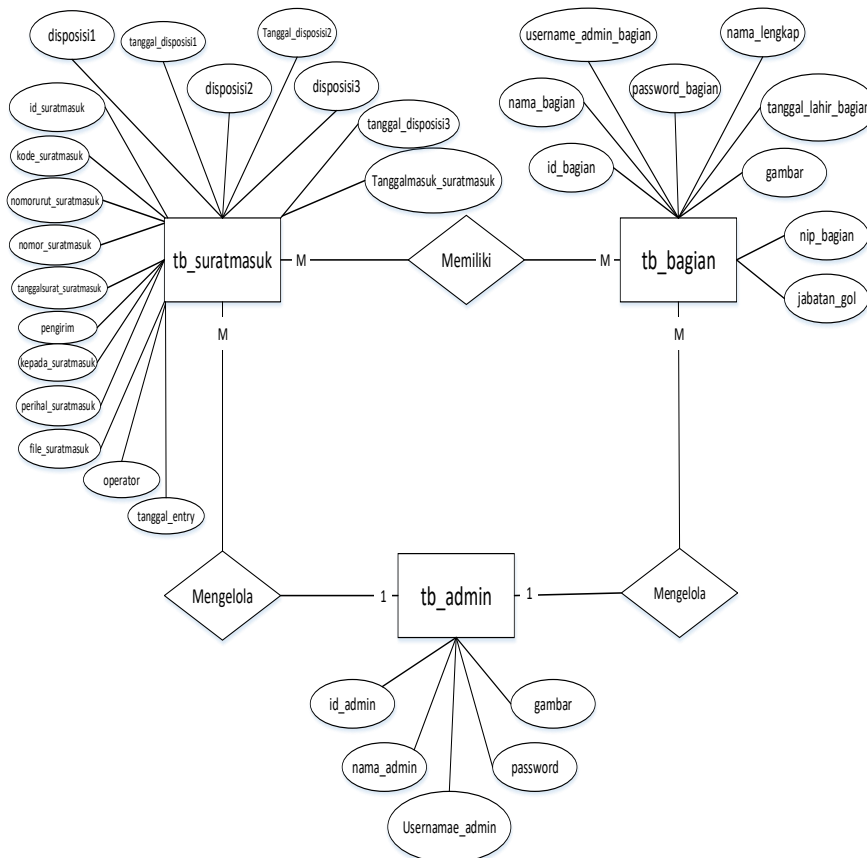 disposisi1
tanggal_disposisi1
Tanggal_disposisi2
disposisi2
disposisi3
tanggal_disposisi3
Tanggalmasuk_suratmasuk
id_suratmasuk
kode_suratmasuk
nomorurut_suratmasuk
nomor_suratmasuk
tanggalsurat_suratmasuk
pengirim
kepada_suratmasuk
perihal_suratmasuk
file_suratmasuk
operator
tanggal_entry
tb_suratmasuk
M
Memiliki
M
tb_bagian
username_admin_bagian
nama_lengkap
nama_bagian
password_bagian
tanggal_lahir_bagian
id_bagian
gambar
nip_bagian
jabatan_gol
M
M
Mengelola
1
tb_admin
1
Mengelola
id_admin
gambar
nama_admin
password
Usernamae_admin